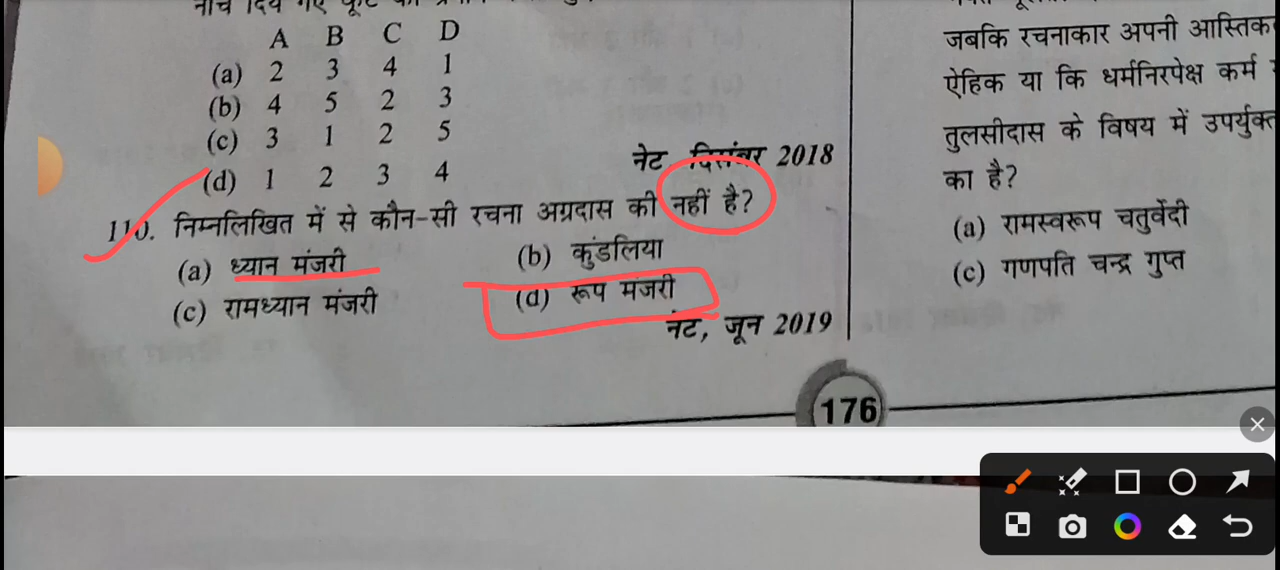 A B C D
(a) 2 3 4 1
(b) 4 5 2 3
(c) 3 1 2 5
(d) 1 2 3 4
नेट दिसंबर 2018
110. निम्नलिखित में से कौन-सी रचना अग्रदास की नहीं है?
(a) ध्यान मंजरी (b) कुंडलिया
(c) रामध्यान मंजरी (d) रूप मंजरी
नेट, जून 2019
जबकि रचनाकार अपनी
ऐहिक या कि धर्मनिरपेक्ष कर्म
तुलसीदास के विषय में उपर्युक्त
का है?
(a) रामस्वरूप चतुर्वेदी
(c) गणपति चन्द्र गुप्त
176